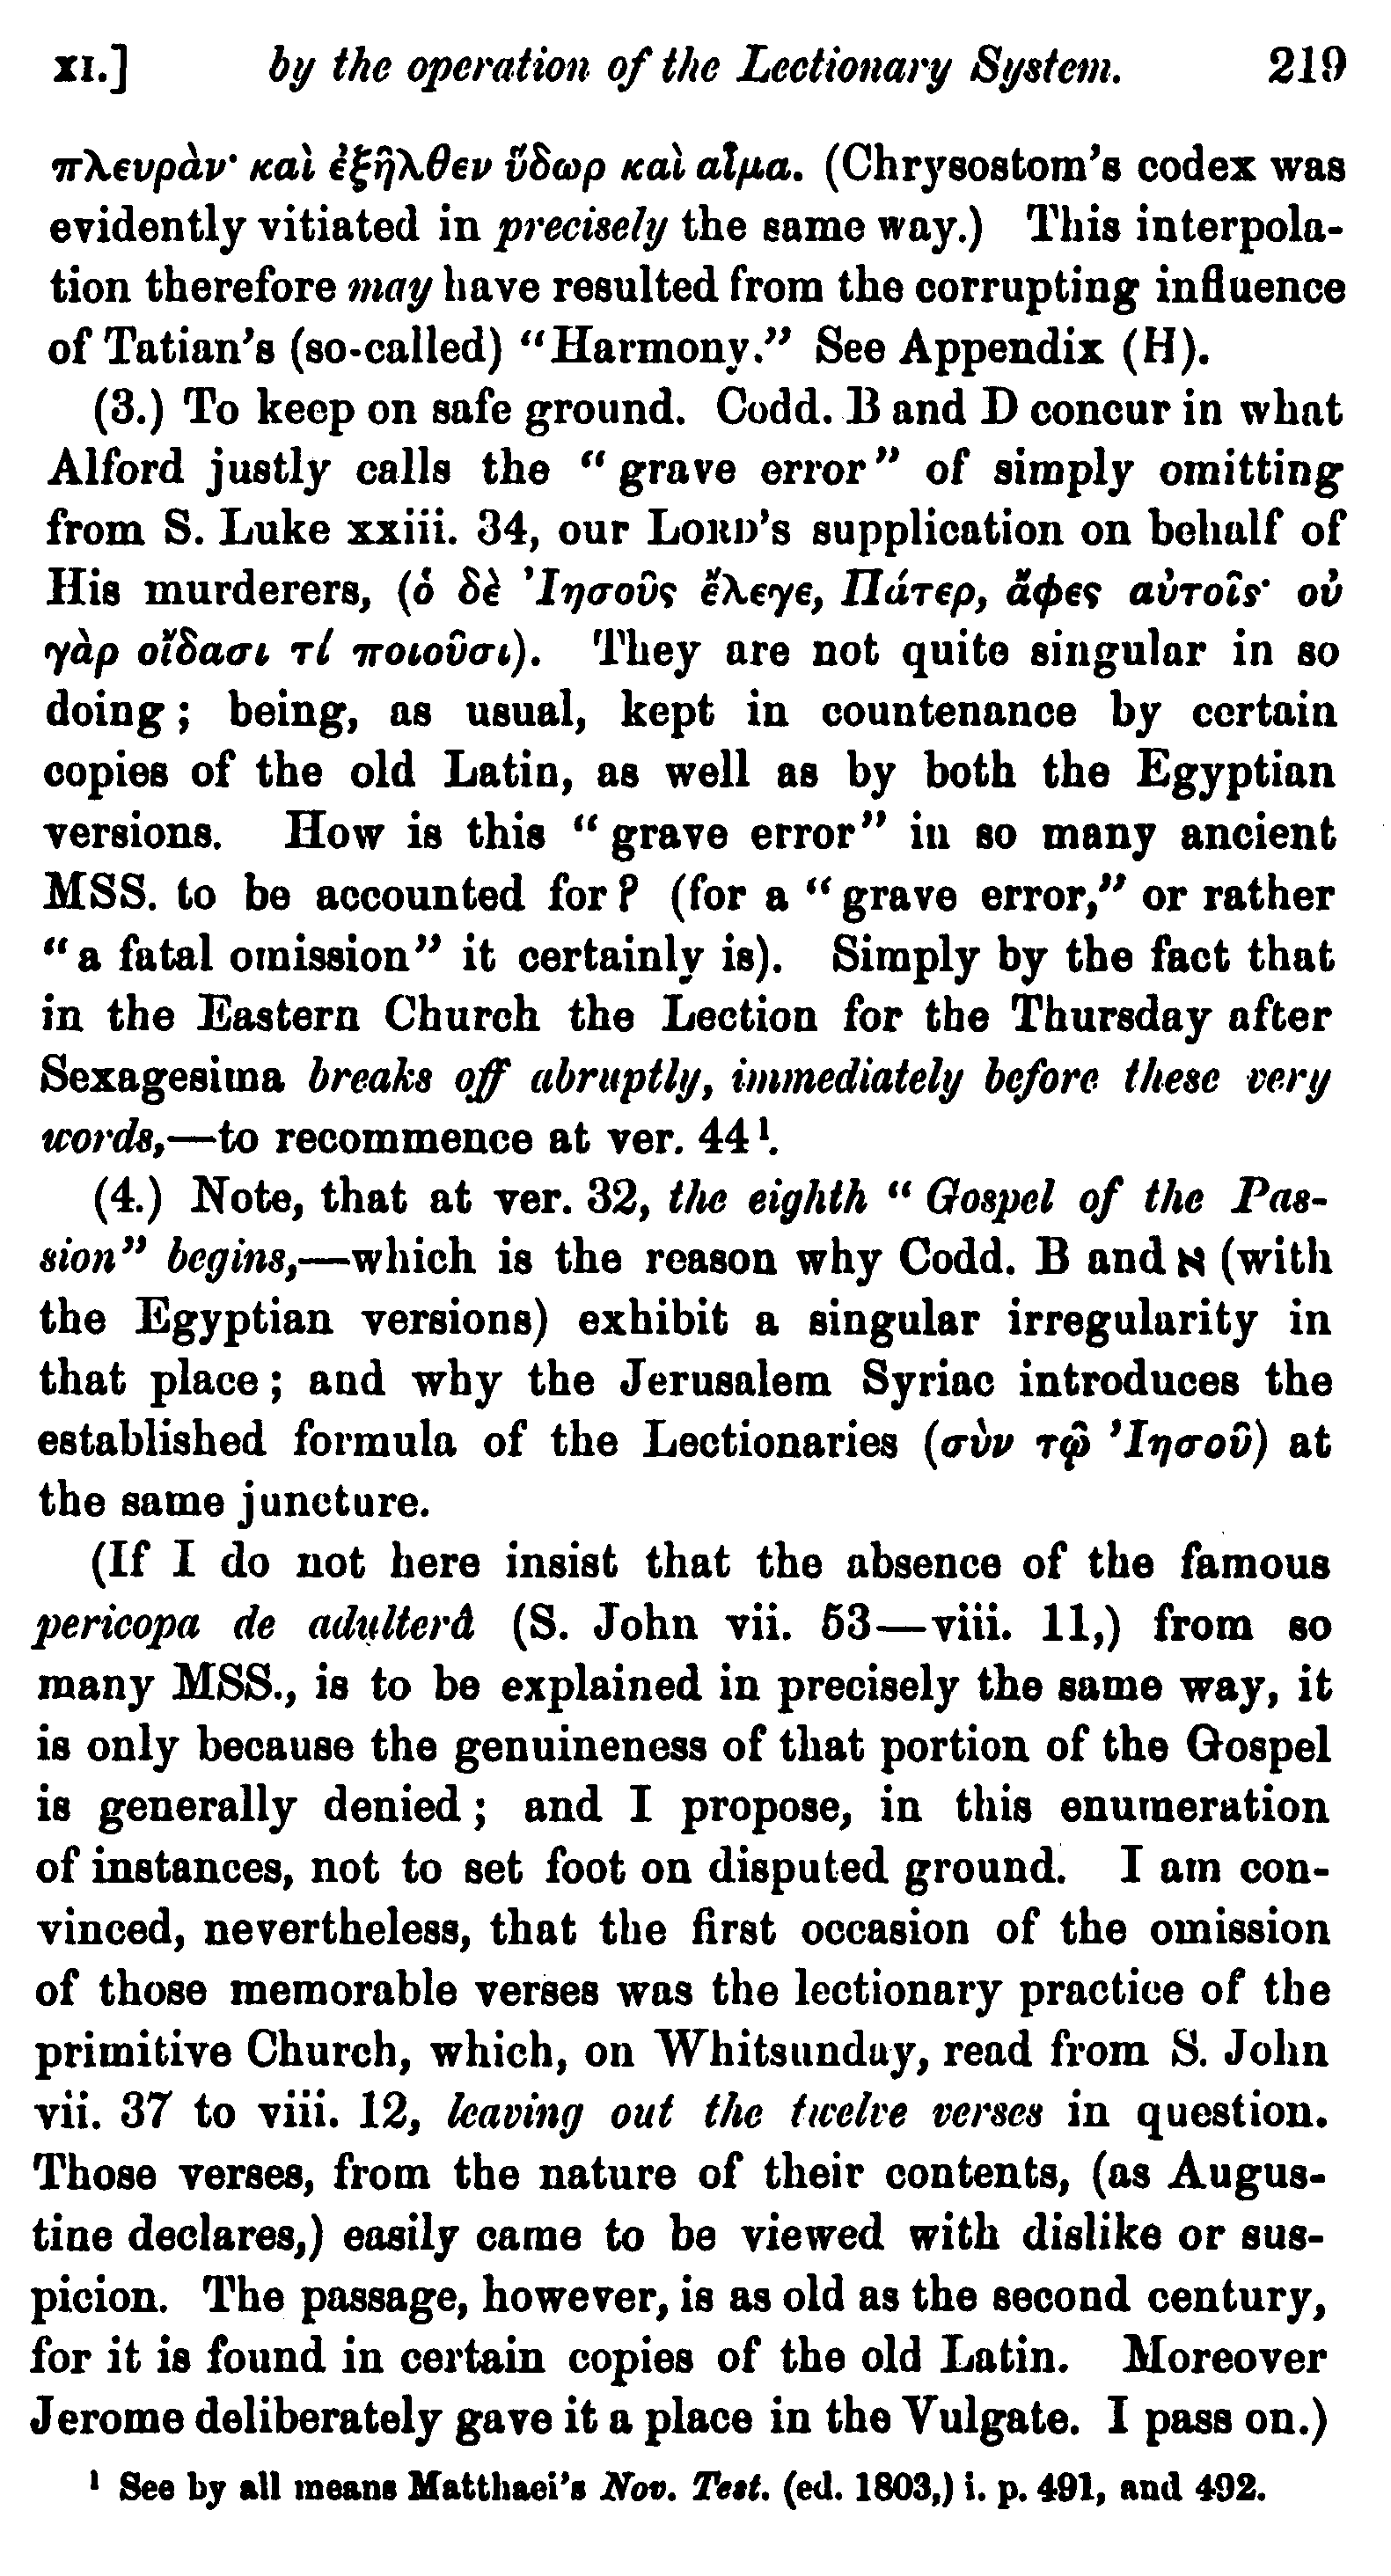 XI.] by the operation of the Lectionary System. 219
πλευράν· καὶ ἐξῆλθεν ὕδωρ καὶ αἷμα. (Chrysostom's codex was
evidently vitiated in precisely the same way.) This interpola-
tion therefore may have resulted from the corrupting influence
of Tatian's (so-called) "Harmony." See Appendix (H).
(3.) To keep on safe ground. Codd. B and D concur in what
Alford justly calls the "grave error" of simply omitting
from S. Luke xxiii. 34, our LORD's supplication on behalf of
His murderers, (ὁ δὲ Ἰησοῦς ἔλεγε, Πάτερ, ἄφες αὐτοῖς· οὐ
γὰρ οἴδασι τί ποιοῦσι). They are not quite singular in so
doing; being, as usual, kept in countenance by certain
copies of the old Latin, as well as by both the Egyptian
versions. How is this "grave error" in so many ancient
MSS. to be accounted for? (for a "grave error," or rather
"a fatal omission" it certainly is). Simply by the fact that
in the Eastern Church the Lection for the Thursday after
Sexagesima breaks off abruptly, immediately before these very
words,—to recommence at ver. 44¹.
(4.) Note, that at ver. 32, the eighth "Gospel of the Pas-
sion" begins,—which is the reason why Codd. B and א (with
the Egyptian versions) exhibit a singular irregularity in
that place; and why the Jerusalem Syriac introduces the
established formula of the Lectionaries (σὺν τῷ Ἰησοῦ) at
the same juncture.
(If I do not here insist that the absence of the famous
pericopa de adulterâ (S. John vii. 53—viii. 11,) from so
many MSS., is to be explained in precisely the same way, it
is only because the genuineness of that portion of the Gospel
is generally denied; and I propose, in this enumeration
of instances, not to set foot on disputed ground. I am con-
vinced, nevertheless, that the first occasion of the omission
of those memorable verses was the lectionary practice of the
primitive Church, which, on Whitsunday, read from S. John
vii. 37 to viii. 12, leaving out the twelve verses in question.
Those verses, from the nature of their contents, (as Augus-
tine declares,) easily came to be viewed with dislike or sus-
picion. The passage, however, is as old as the second century,
for it is found in certain copies of the old Latin. Moreover
Jerome deliberately gave it a place in the Vulgate. I pass on.)
¹ See by all means Matthaei's Nov. Test. (ed. 1803,) i. p. 491, and 492.